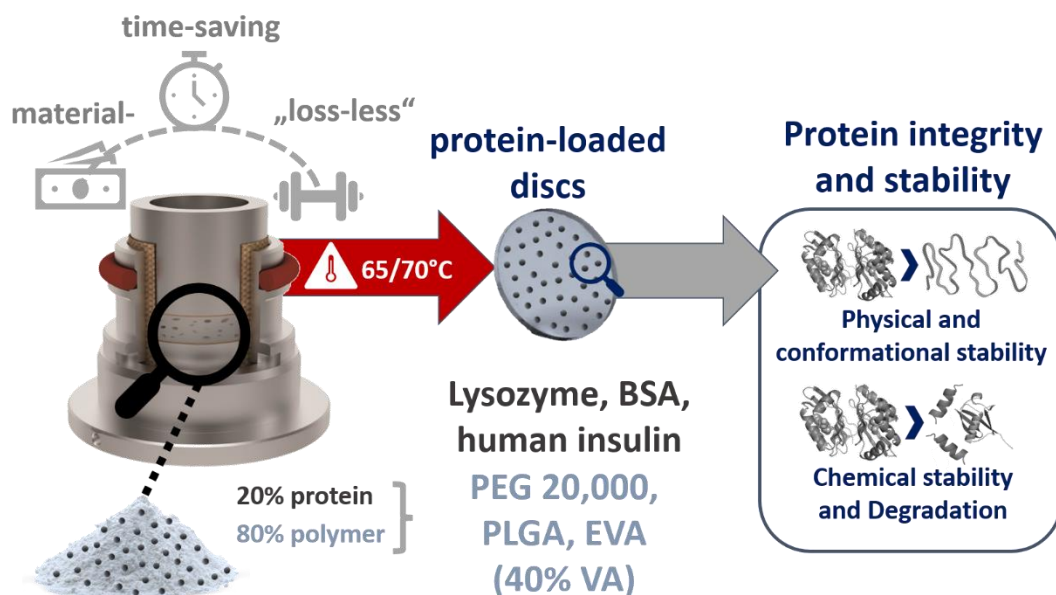 time-saving
material-
„loss-less“
65/70°C
protein-loaded
discs
Protein integrity
and stability
Physical and
conformational stability
Chemical stability
and Degradation
Lysozyme, BSA,
human insulin
PEG 20,000,
PLGA, EVA
(40% VA)
20% protein
80% polymer